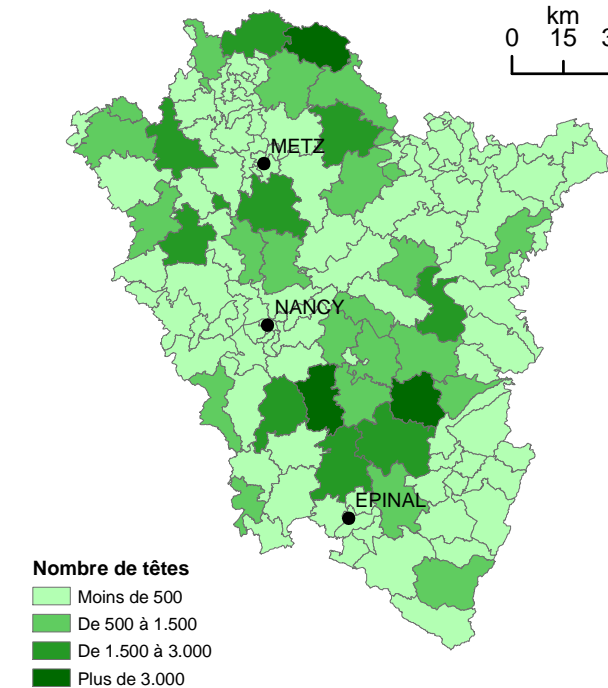 km
0 15 3
METZ
NANCY
EPINAL
Nombre de têtes
Moins de 500
De 500 à 1.500
De 1.500 à 3.000
Plus de 3.000